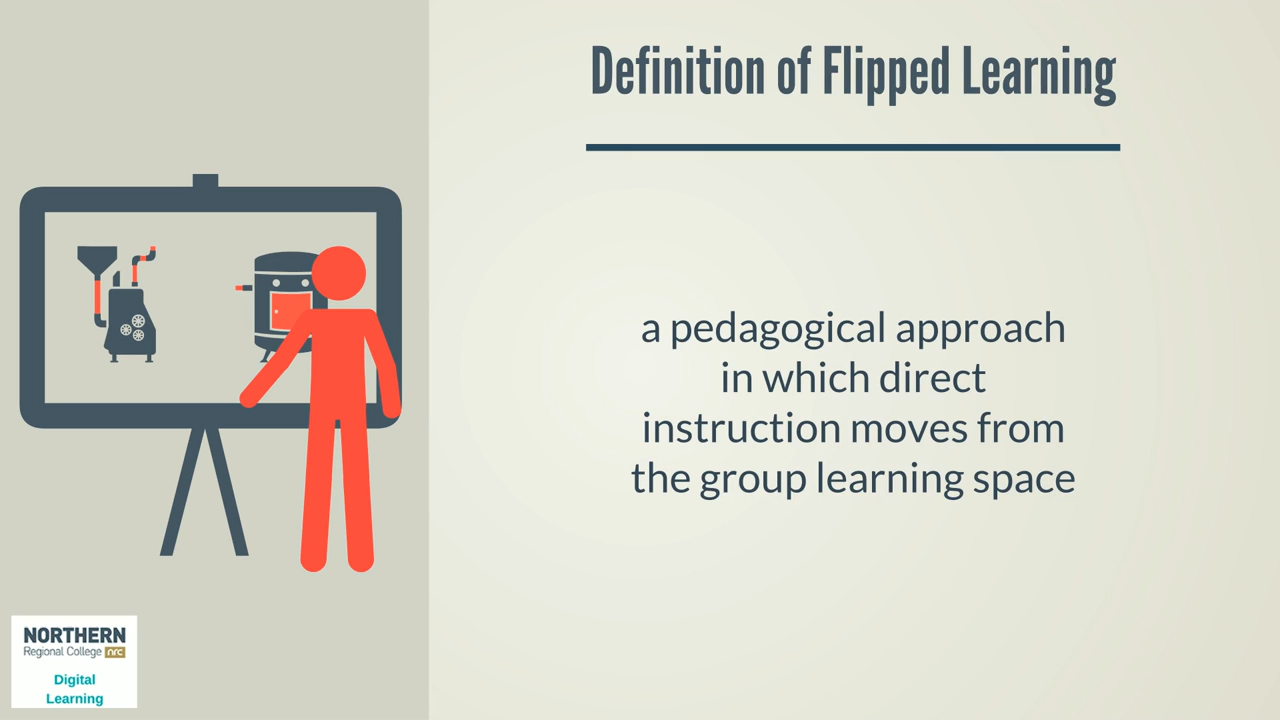 Definition of Flipped Learning
a pedagogical approach
in which direct
instruction moves from
the group learning space
NORTHERN
Regional College nrc
Digital
Learning